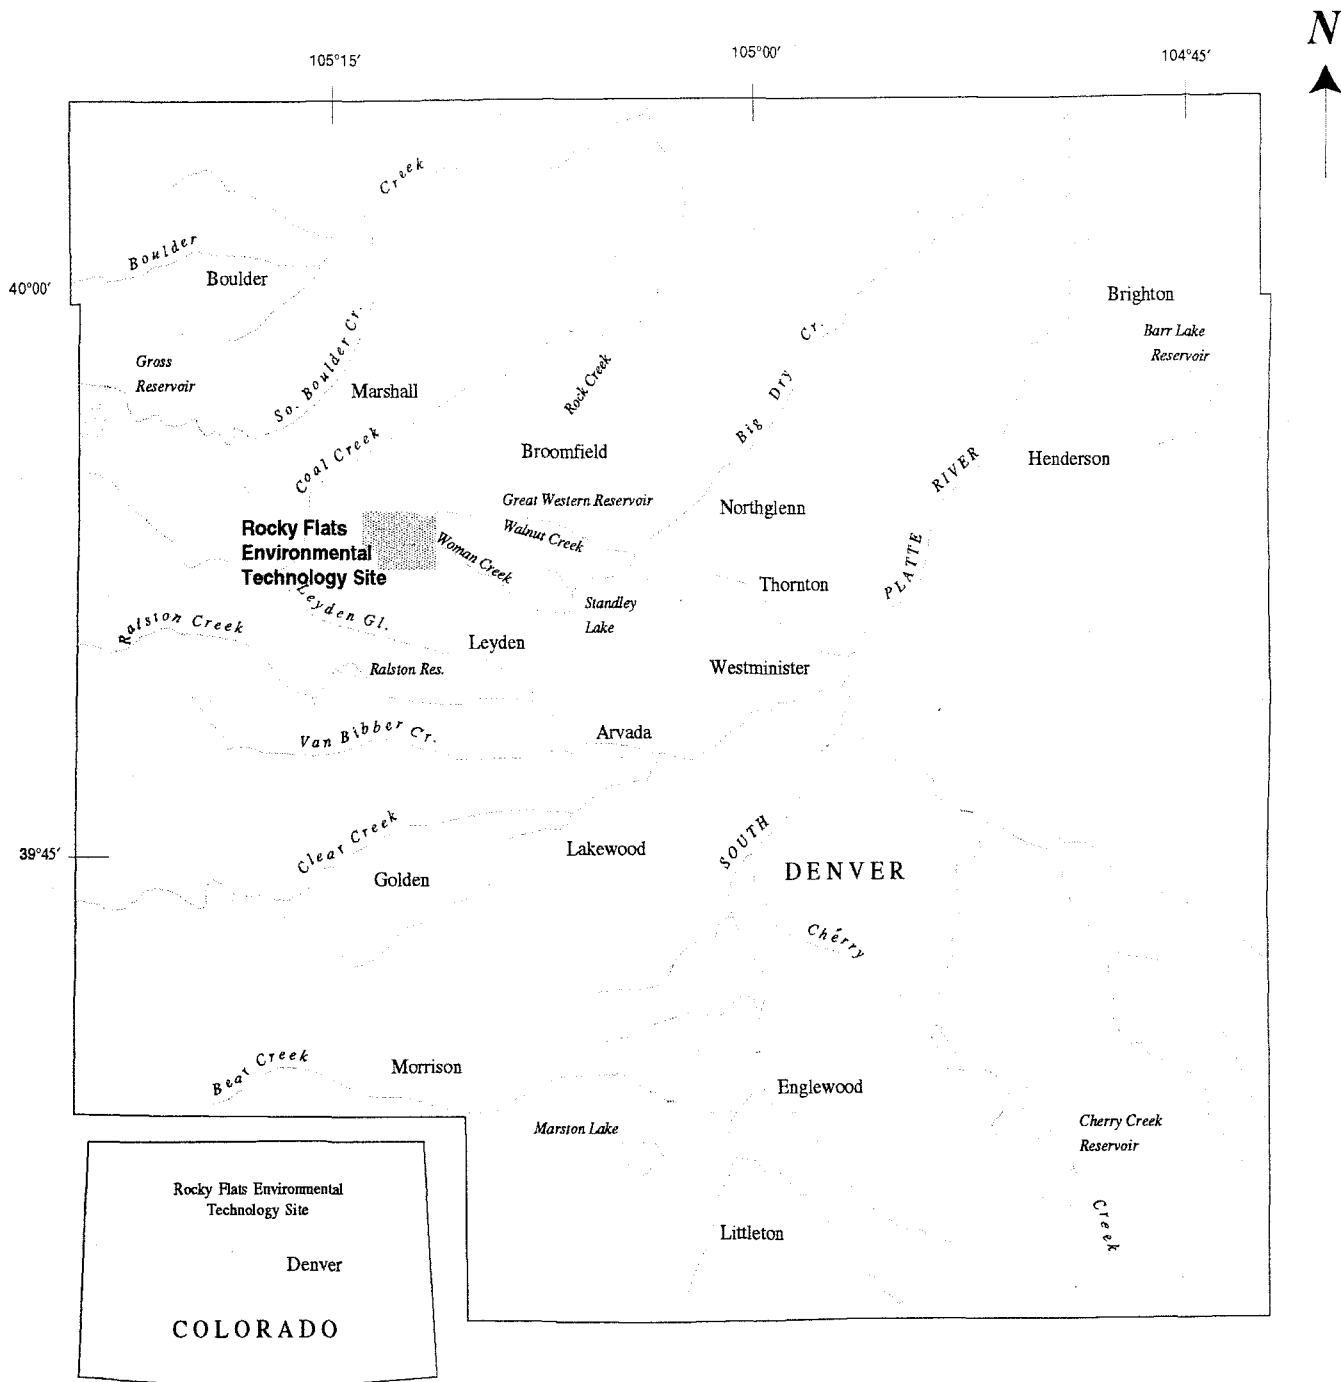 N
105°15′
105°00′
104°45′
Creek
Boulder
Boulder
40°00′
Brighton
Barr Lake
Reservoir
Gross
Reservoir
So. Boulder Cr.
Marshall
Rock Creek
Big Dry Cr.
Coal Creek
Broomfield
RIVER
Henderson
Great Western Reservoir
Northglenn
Walnut Creek
Rocky Flats
Environmental
Technology Site
Woman Creek
PLATTE
Thornton
Standley
Lake
Leyden Gl.
Ralston Creek
Leyden
Ralston Res.
Westminister
Van Bibber Cr.
Arvada
Clear Creek
SOUTH
39°45′
Lakewood
DENVER
Golden
Cherry
Bear Creek
Morrison
Englewood
Marston Lake
Cherry Creek
Reservoir
Creek
Littleton
Rocky Flats Environmental
Technology Site
Denver
COLORADO